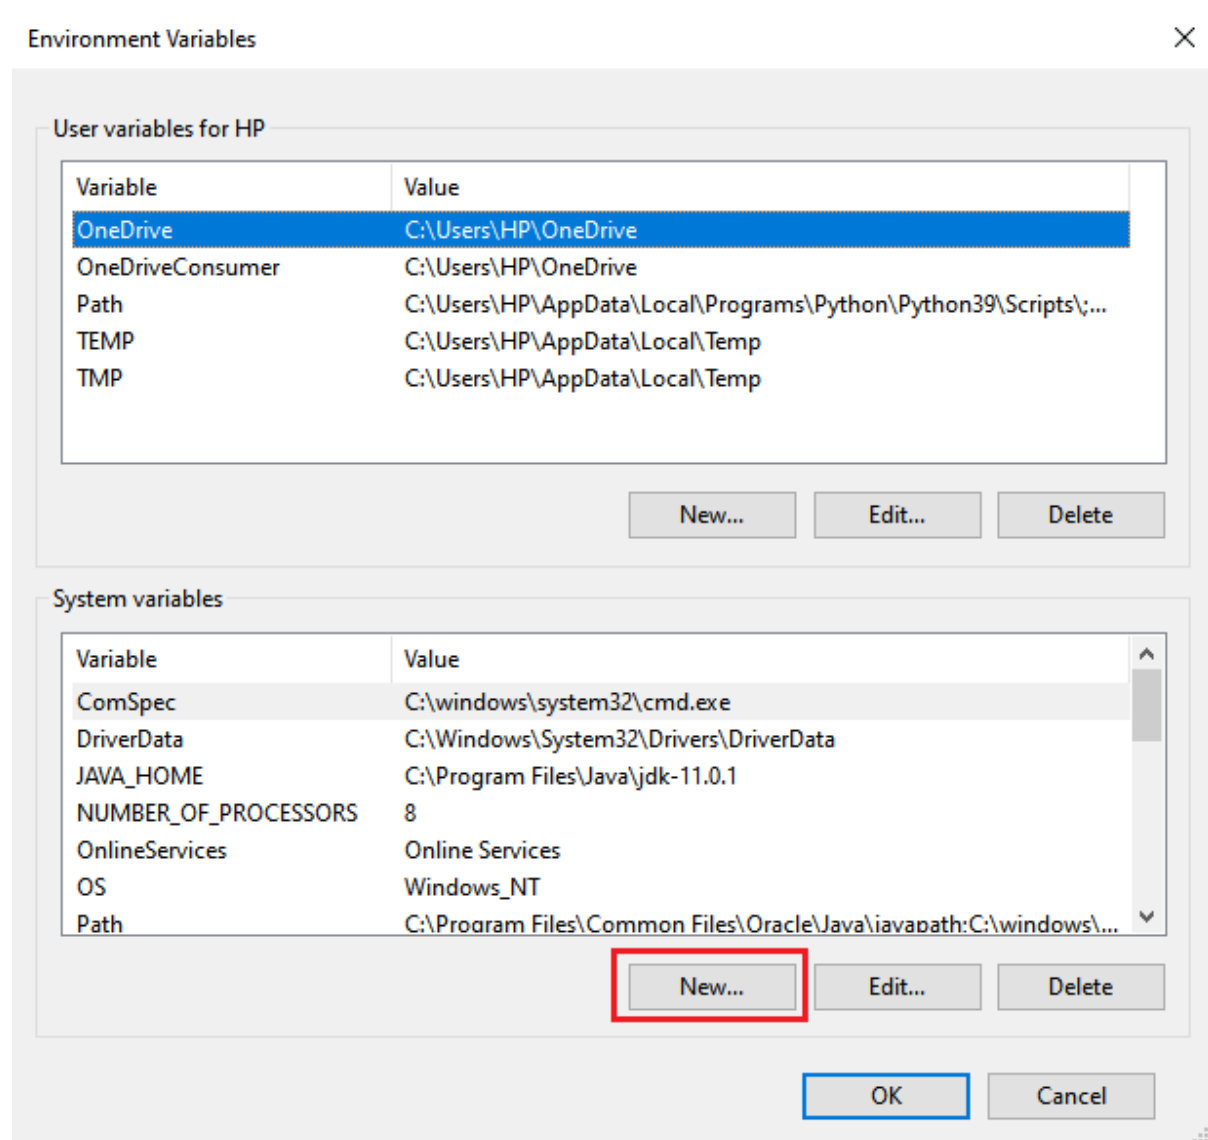 Environment Variables
User variables for HP
Variable Value
OneDrive C:\Users\HP\OneDrive
OneDriveConsumer C:\Users\HP\OneDrive
Path C:\Users\HP\AppData\Local\Programs\Python\Python39\Scripts\;...
TEMP C:\Users\HP\AppData\Local\Temp
TMP C:\Users\HP\AppData\Local\Temp
New... Edit... Delete
System variables
Variable Value
ComSpec C:\windows\system32\cmd.exe
DriverData C:\Windows\System32\Drivers\DriverData
JAVA_HOME C:\Program Files\Java\jdk-11.0.1
NUMBER_OF_PROCESSORS 8
OnlineServices Online Services
OS Windows_NT
Path C:\Program Files\Common Files\Oracle\Java\javapath;C:\windows\...
New... Edit... Delete
OK Cancel